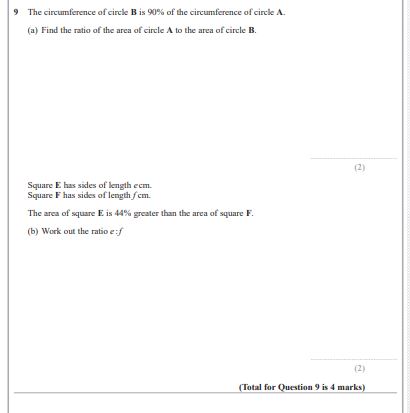 9 The circumference of circle B is 90% of the circumference of circle A.
(a) Find the ratio of the area of circle A to the area of circle B.
(2)
Square E has sides of length e cm.
Square F has sides of length f cm.
The area of square E is 44% greater than the area of square F.
(b) Work out the ratio e : f
(2)
(Total for Question 9 is 4 marks)